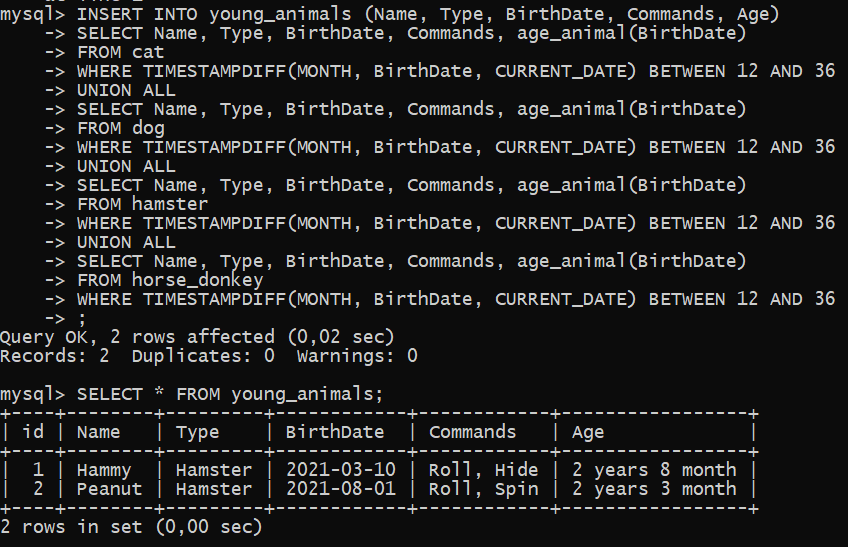 mysql> INSERT INTO young_animals (Name, Type, BirthDate, Commands, Age)
    -> SELECT Name, Type, BirthDate, Commands, age_animal(BirthDate)
    -> FROM cat
    -> WHERE TIMESTAMPDIFF(MONTH, BirthDate, CURRENT_DATE) BETWEEN 12 AND 36
    -> UNION ALL
    -> SELECT Name, Type, BirthDate, Commands, age_animal(BirthDate)
    -> FROM dog
    -> WHERE TIMESTAMPDIFF(MONTH, BirthDate, CURRENT_DATE) BETWEEN 12 AND 36
    -> UNION ALL
    -> SELECT Name, Type, BirthDate, Commands, age_animal(BirthDate)
    -> FROM hamster
    -> WHERE TIMESTAMPDIFF(MONTH, BirthDate, CURRENT_DATE) BETWEEN 12 AND 36
    -> UNION ALL
    -> SELECT Name, Type, BirthDate, Commands, age_animal(BirthDate)
    -> FROM horse_donkey
    -> WHERE TIMESTAMPDIFF(MONTH, BirthDate, CURRENT_DATE) BETWEEN 12 AND 36
    -> ;
Query OK, 2 rows affected (0,02 sec)
Records: 2  Duplicates: 0  Warnings: 0

mysql> SELECT * FROM young_animals;
+----+--------+---------+------------+------------+-----------------+
| id | Name   | Type    | BirthDate  | Commands   | Age             |
+----+--------+---------+------------+------------+-----------------+
|  1 | Hammy  | Hamster | 2021-03-10 | Roll, Hide | 2 years 8 month |
|  2 | Peanut | Hamster | 2021-08-01 | Roll, Spin | 2 years 3 month |
+----+--------+---------+------------+------------+-----------------+
2 rows in set (0,00 sec)